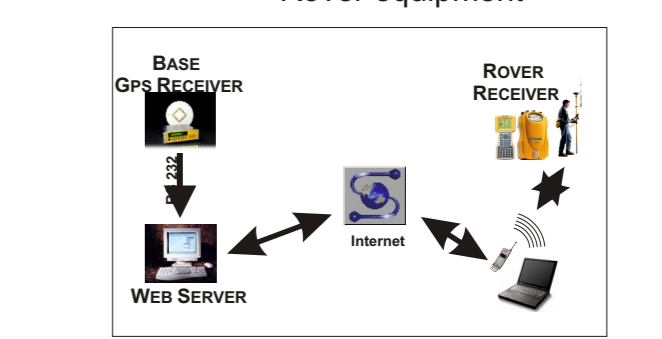 Rover equipment
BASE
GPS RECEIVER
ROVER
RECEIVER
232
Internet
WEB SERVER